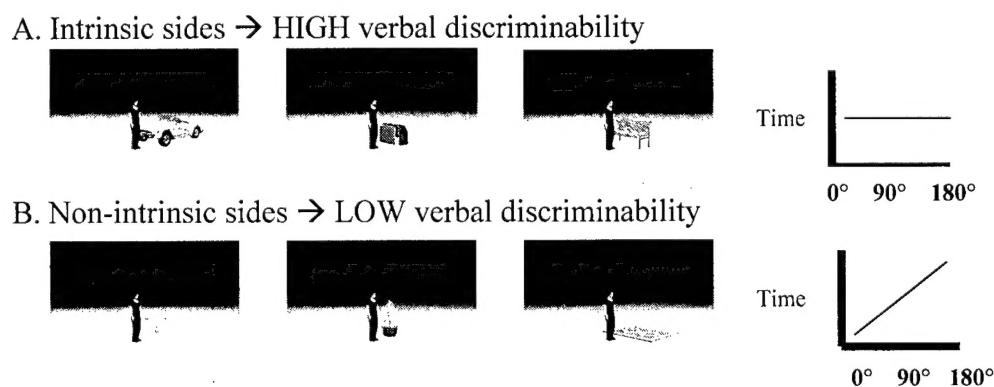 A. Intrinsic sides → HIGH verbal discriminability
Time
0° 90° 180°
B. Non-intrinsic sides → LOW verbal discriminability
Time
0° 90° 180°